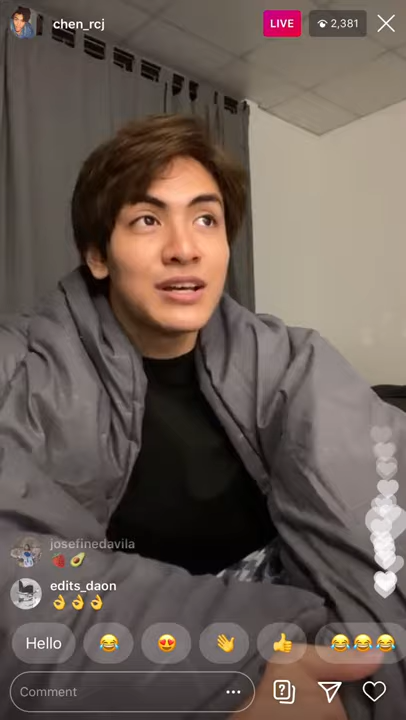 chen_rcj
LIVE
2,381
josefinedavila
🍓🥑
edits_daon
👌👌👌
Hello
😂
😍
👋
👍
😂😂😂
Comment